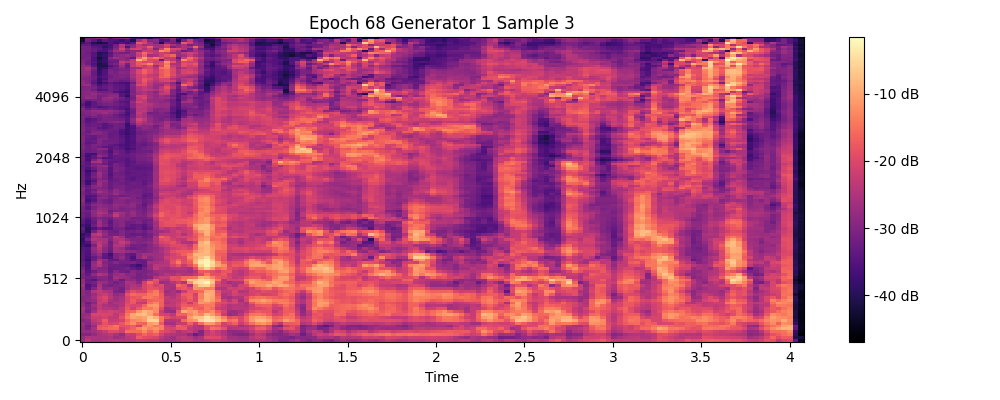 Epoch 68 Generator 1 Sample 3
Hz
4096
2048
1024
512
0
0 0.5 1 1.5 2 2.5 3 3.5 4
Time
-10 dB
-20 dB
-30 dB
-40 dB